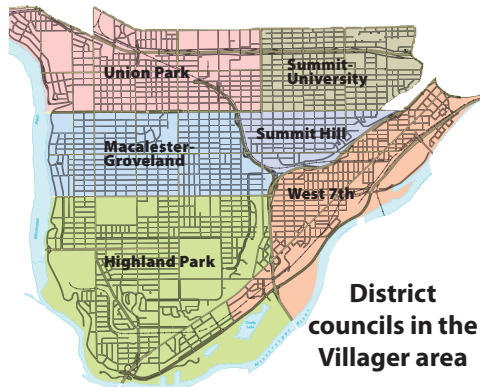 Union Park
Summit-
University
Macalester-
Groveland
Summit Hill
West 7th
Highland Park
District
councils in the
Villager area